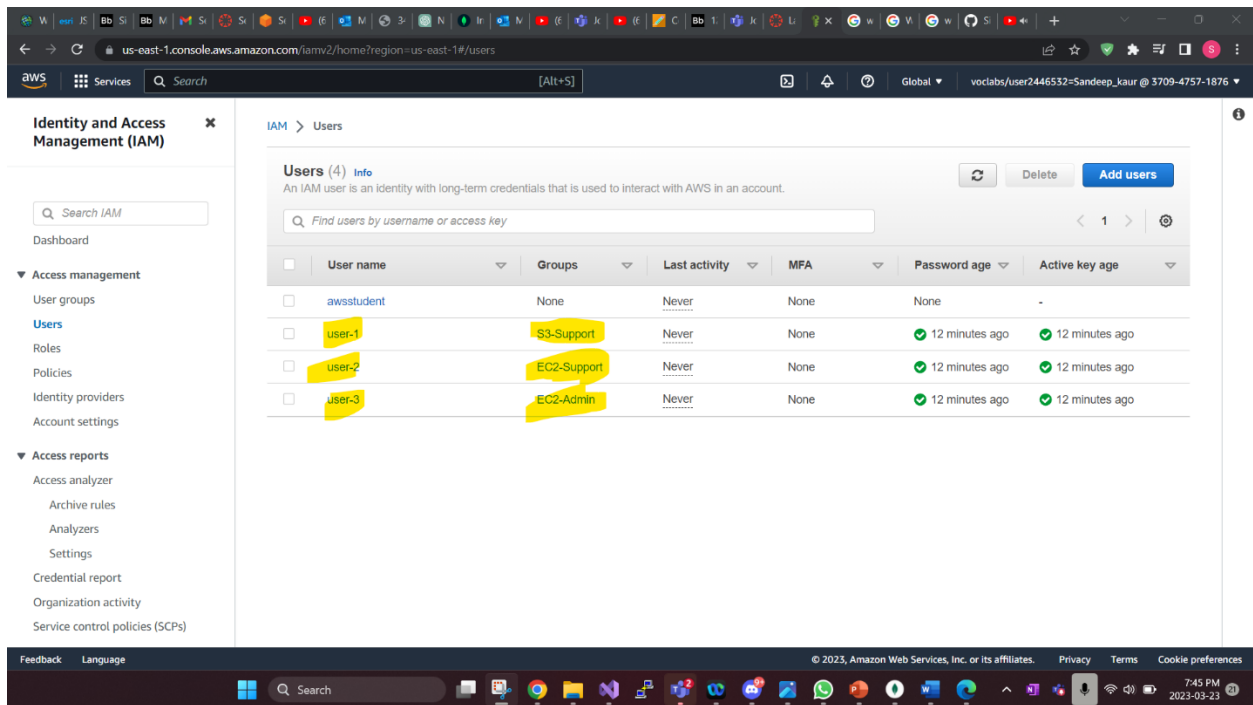 us-east-1.console.aws.amazon.com/iamv2/home?region=us-east-1#/users
aws Services Search [Alt+S] Global voclabs/user2446532=Sandeep_kaur @ 3709-4757-1876
Identity and Access Management (IAM)
Search IAM
Dashboard
Access management
User groups
Users
Roles
Policies
Identity providers
Account settings
Access reports
Access analyzer
Archive rules
Analyzers
Settings
Credential report
Organization activity
Service control policies (SCPs)
IAM > Users
Users (4) Info
An IAM user is an identity with long-term credentials that is used to interact with AWS in an account.
Delete
Add users
Find users by username or access key
1
User name Groups Last activity MFA Password age Active key age
awsstudent None Never None None -
user-1 S3-Support Never None 12 minutes ago 12 minutes ago
user-2 EC2-Support Never None 12 minutes ago 12 minutes ago
user-3 EC2-Admin Never None 12 minutes ago 12 minutes ago
Feedback Language © 2023, Amazon Web Services, Inc. or its affiliates. Privacy Terms Cookie preferences
Search
7:45 PM
2023-03-23